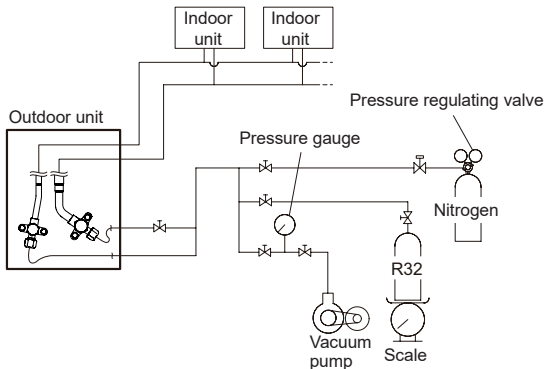 Indoor
unit
Indoor
unit
Outdoor unit
Pressure regulating valve
Pressure gauge
Nitrogen
R32
Vacuum
pump
Scale